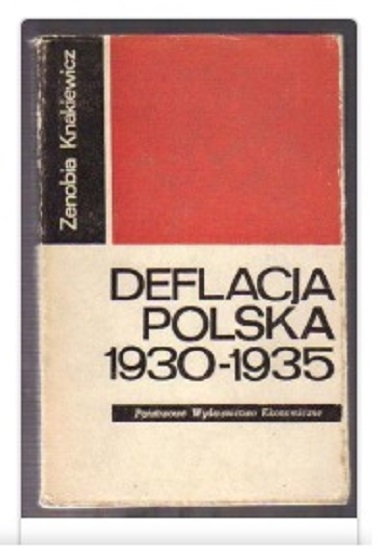 Zenobia Knakiewicz
DEFLACJA
POLSKA
1930-1935
Państwowe Wydawnictwo Ekonomiczne